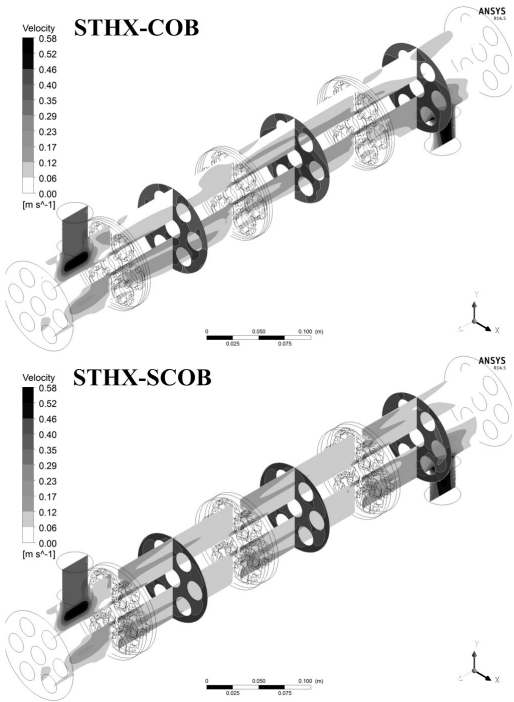 STHX-COB
ANSYS
R14.5
Velocity
0.58
0.52
0.46
0.40
0.35
0.29
0.23
0.17
0.12
0.06
0.00
[m s^-1]
Y
X
Z
0 0.050 0.100 (m)
0.025 0.075
STHX-SCOB
ANSYS
R14.5
Velocity
0.58
0.52
0.46
0.40
0.35
0.29
0.23
0.17
0.12
0.06
0.00
[m s^-1]
Y
X
Z
0 0.050 0.100 (m)
0.025 0.075